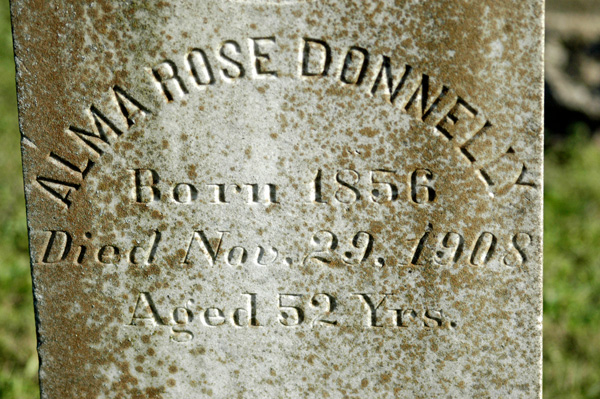 ALMA ROSE DONNELLY
Born 1856
Died Nov. 29, 1908
Aged 52 Yrs.